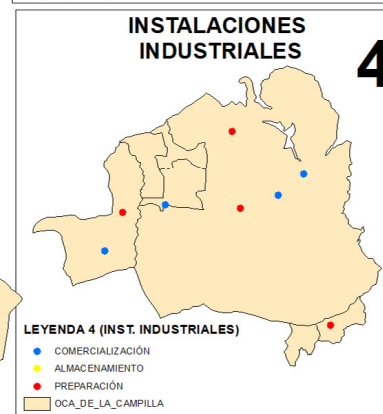 INSTALACIONES
INDUSTRIALES
4
LEYENDA 4 (INST. INDUSTRIALES)
COMERCIALIZACIÓN
ALMACENAMIENTO
PREPARACIÓN
OCA_DE_LA_CAMPILLA